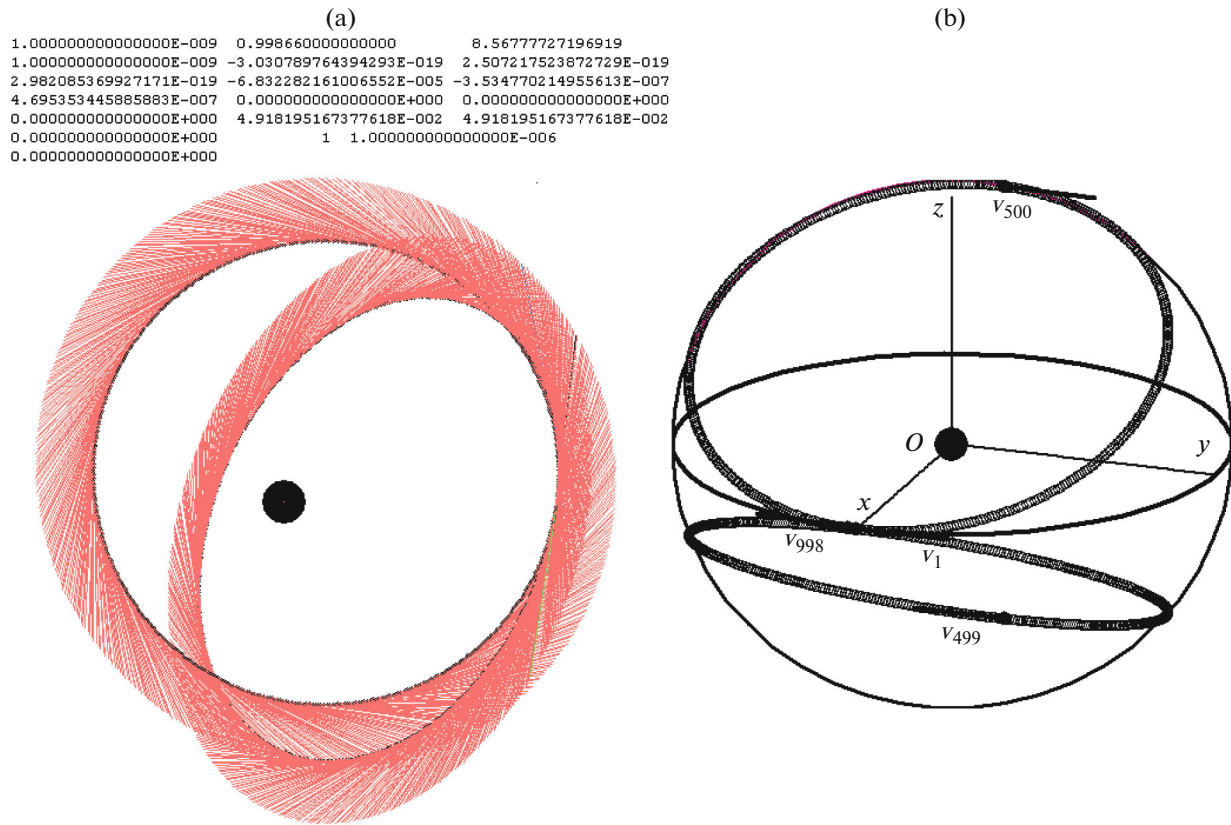 (a)
1.000000000000000E-009 0.998660000000000 8.56777727196919
1.000000000000000E-009 -3.030789764394293E-019 2.507217523872729E-019
2.982085369927171E-019 -6.832282161006552E-005 -3.534770214955613E-007
4.695353445885883E-007 0.000000000000000E+000 0.000000000000000E+000
0.000000000000000E+000 4.918195167377618E-002 4.918195167377618E-002
0.000000000000000E+000 1 1.000000000000000E-006
0.000000000000000E+000
(b)
z
v500
O
y
x
v998
v1
v499